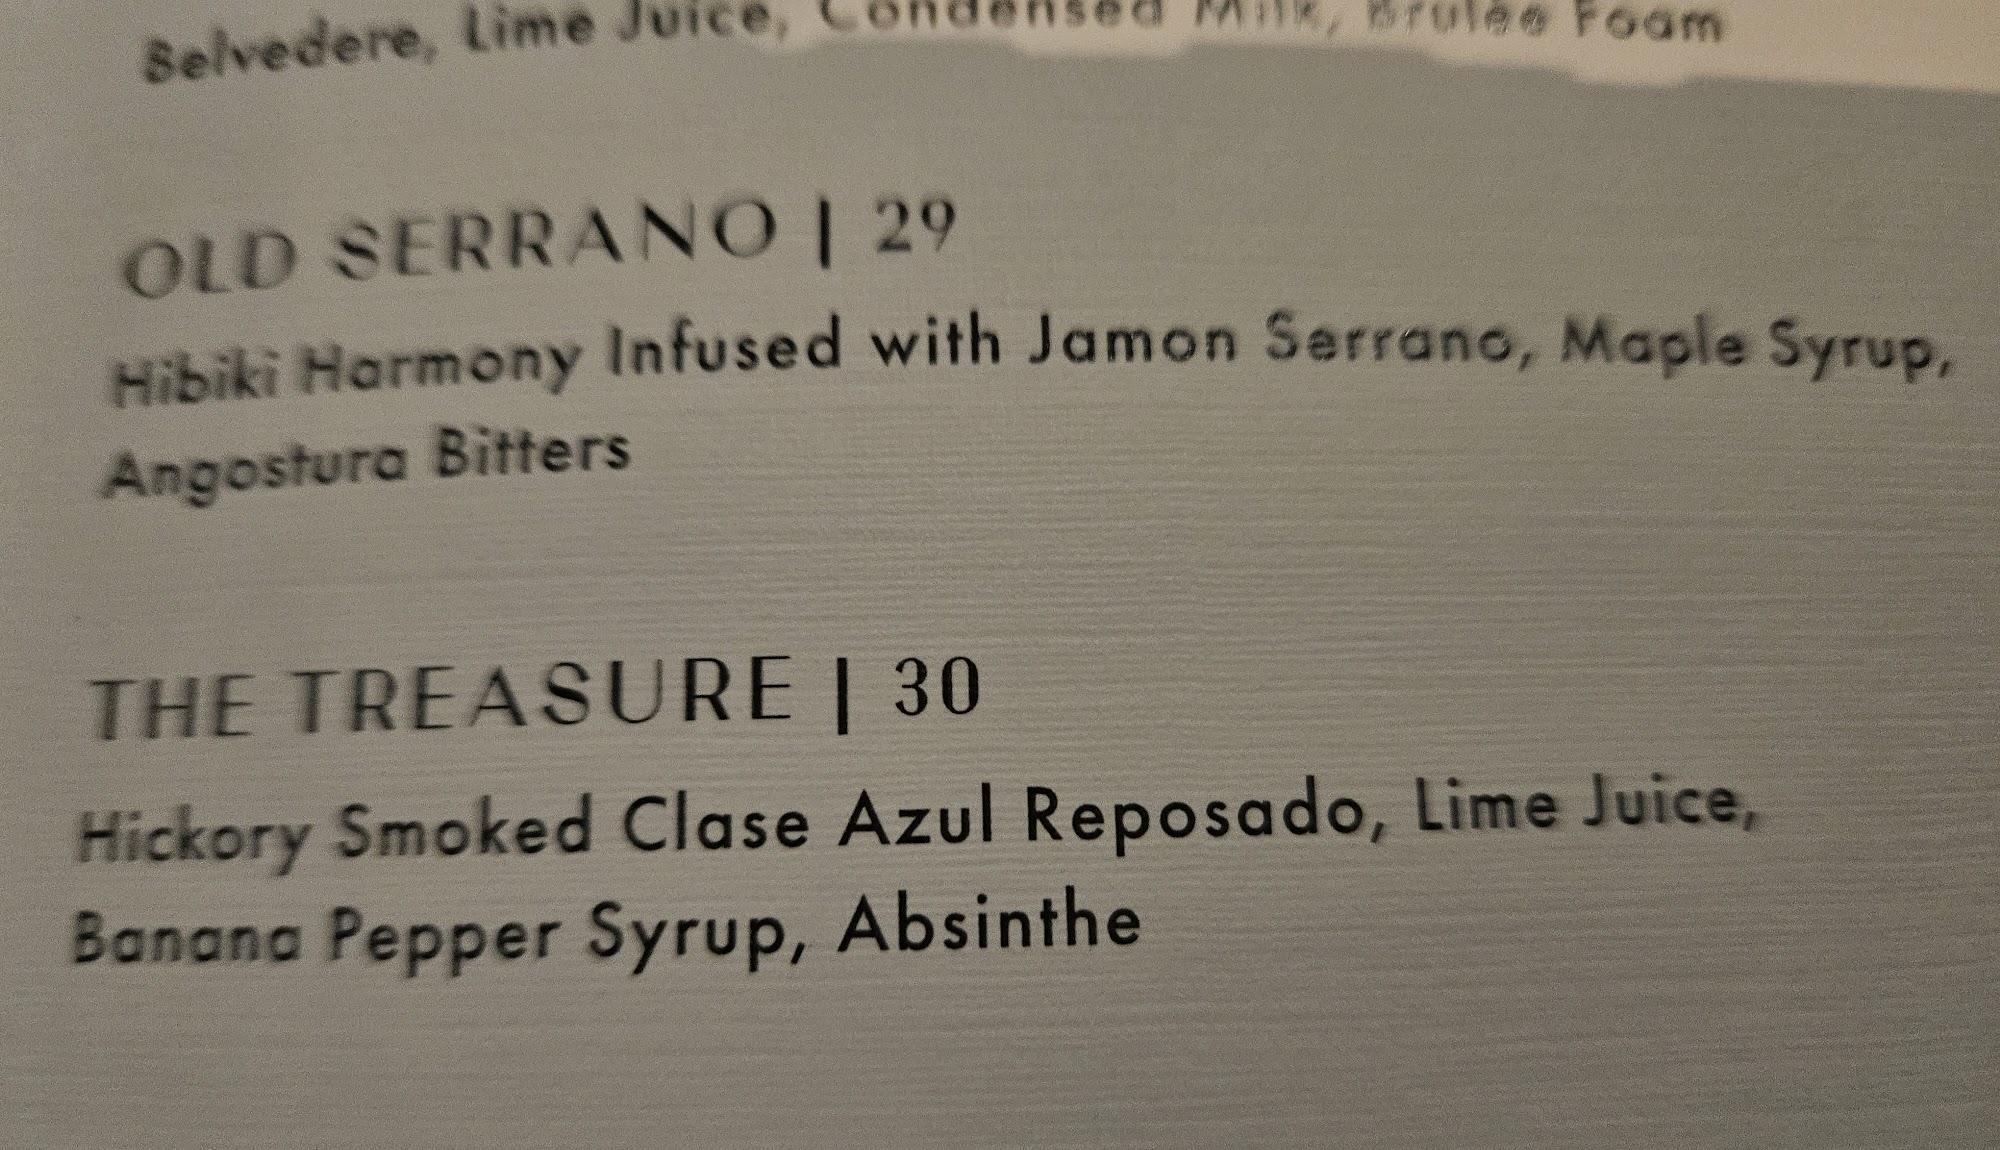 Belvedere, Lime Juice, Condensed Milk, Brulée Foam
OLD SERRANO | 29
Hibiki Harmony Infused with Jamon Serrano, Maple Syrup,
Angostura Bitters
THE TREASURE | 30
Hickory Smoked Clase Azul Reposado, Lime Juice,
Banana Pepper Syrup, Absinthe